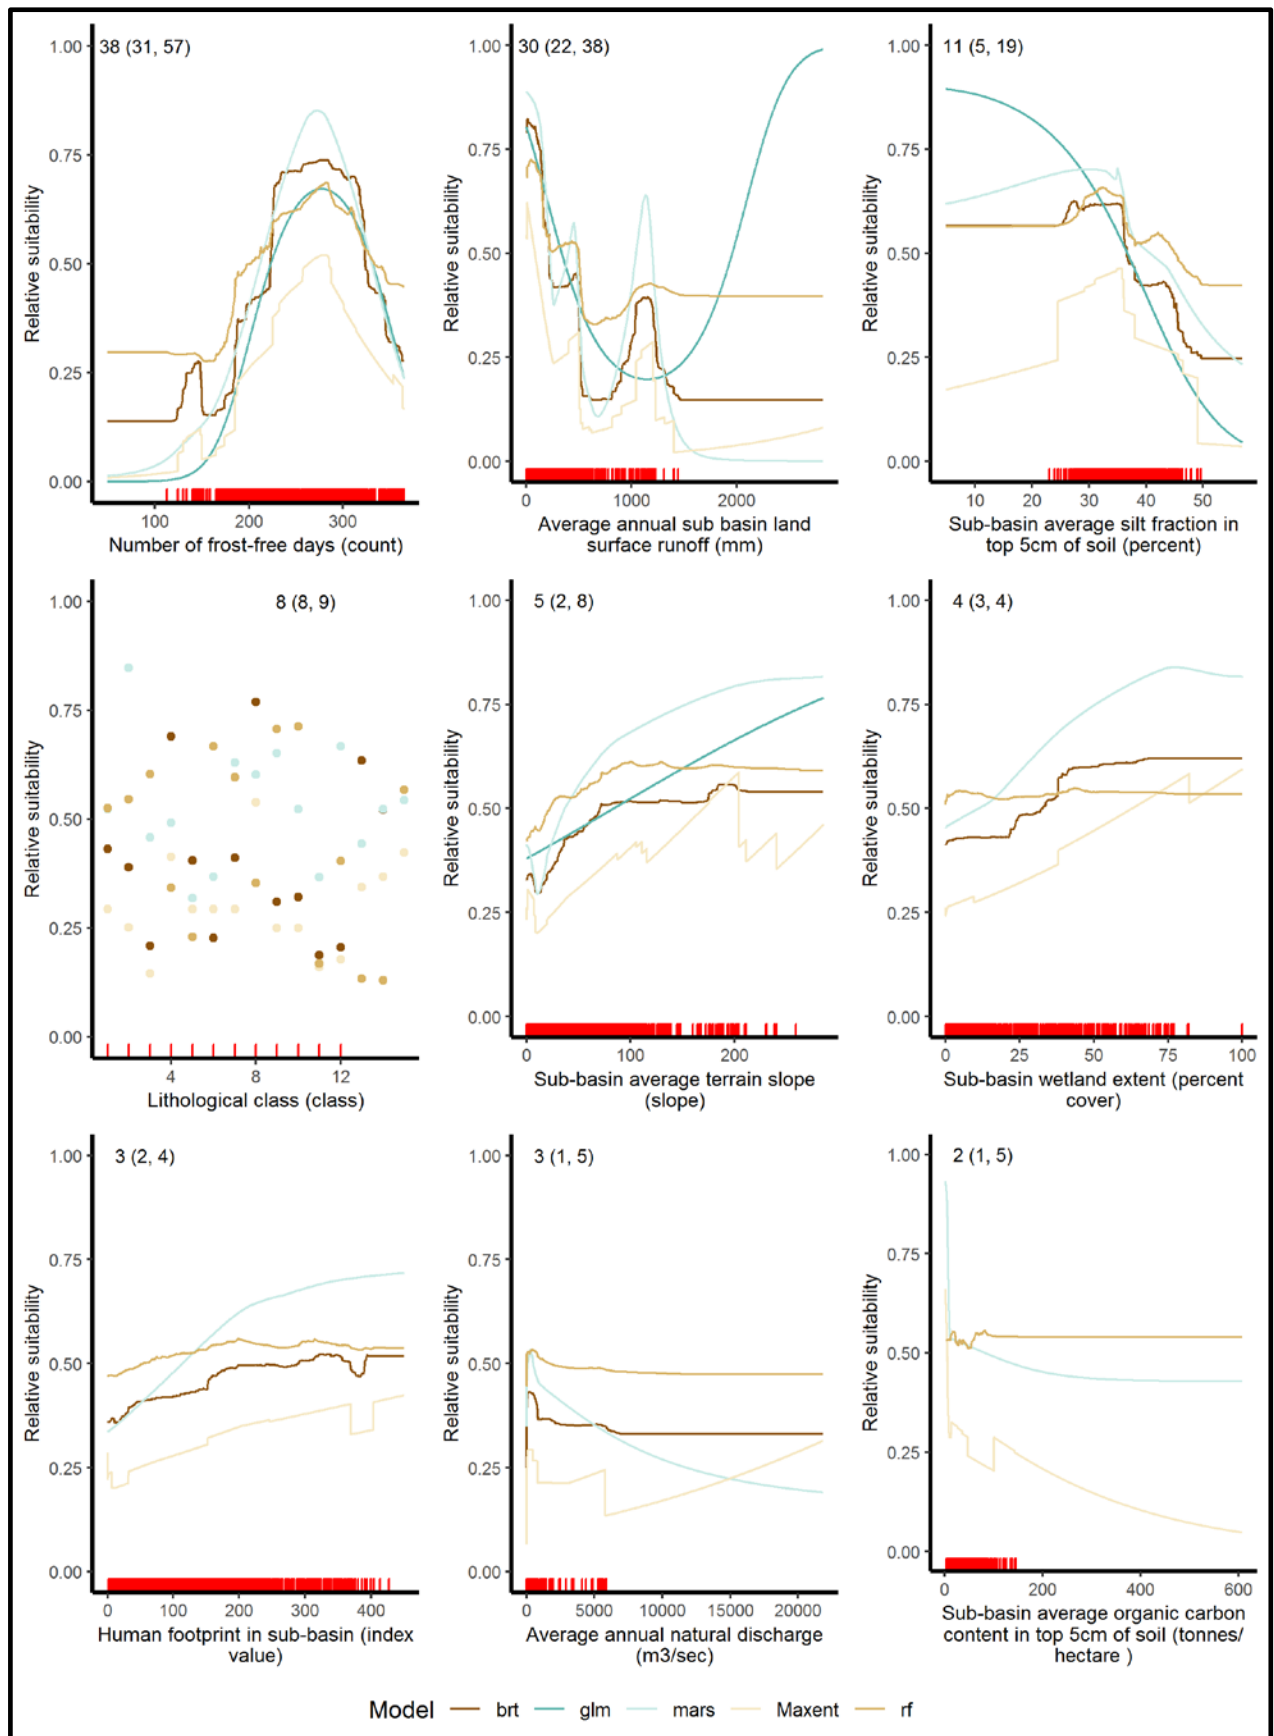 38 (31, 57)
1.00
0.75
0.50
0.25
0.00
Relative suitability
100 200 300
Number of frost-free days (count)
30 (22, 38)
1.00
0.75
0.50
0.25
0.00
Relative suitability
0 1000 2000
Average annual sub basin land
surface runoff (mm)
11 (5, 19)
1.00
0.75
0.50
0.25
0.00
Relative suitability
10 20 30 40 50
Sub-basin average silt fraction in
top 5cm of soil (percent)
8 (8, 9)
1.00
0.75
0.50
0.25
0.00
Relative suitability
4 8 12
Lithological class (class)
5 (2, 8)
1.00
0.75
0.50
0.25
0.00
Relative suitability
0 100 200
Sub-basin average terrain slope
(slope)
4 (3, 4)
1.00
0.75
0.50
0.25
0.00
Relative suitability
0 25 50 75 100
Sub-basin wetland extent (percent
cover)
3 (2, 4)
1.00
0.75
0.50
0.25
0.00
Relative suitability
0 100 200 300 400
Human footprint in sub-basin (index
value)
3 (1, 5)
1.00
0.75
0.50
0.25
0.00
Relative suitability
0 5000 10000 15000 20000
Average annual natural discharge
(m3/sec)
2 (1, 5)
1.00
0.75
0.50
0.25
0.00
Relative suitability
0 200 400 600
Sub-basin average organic carbon
content in top 5cm of soil (tonnes/
hectare )
Model brt glm mars Maxent rf